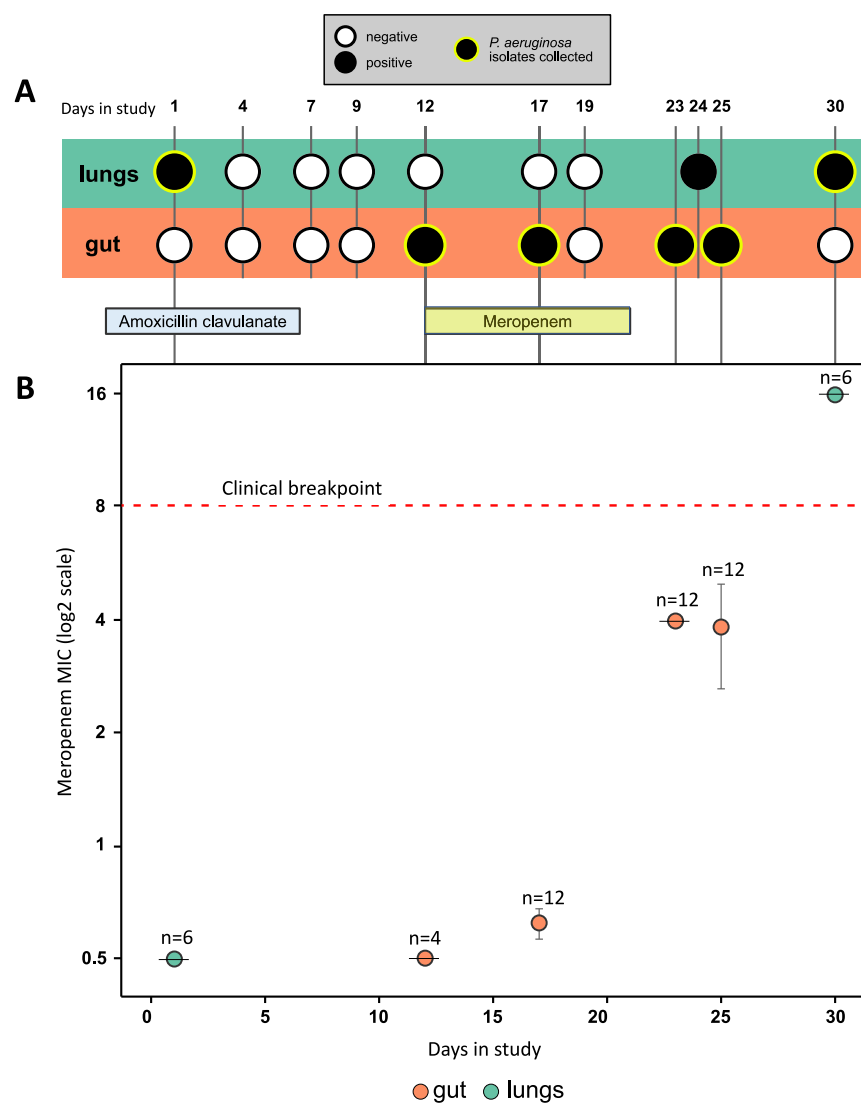 negative
positive
P. aeruginosa
isolates collected
A
Days in study
1 4 7 9 12 17 19 23 24 25 30
lungs
gut
Amoxicillin clavulanate
Meropenem
B
n=6
16
Clinical breakpoint
8
n=12
n=12
4
2
1
n=12
n=6
n=4
0.5
Meropenem MIC (log2 scale)
0 5 10 15 20 25 30
Days in study
gut lungs